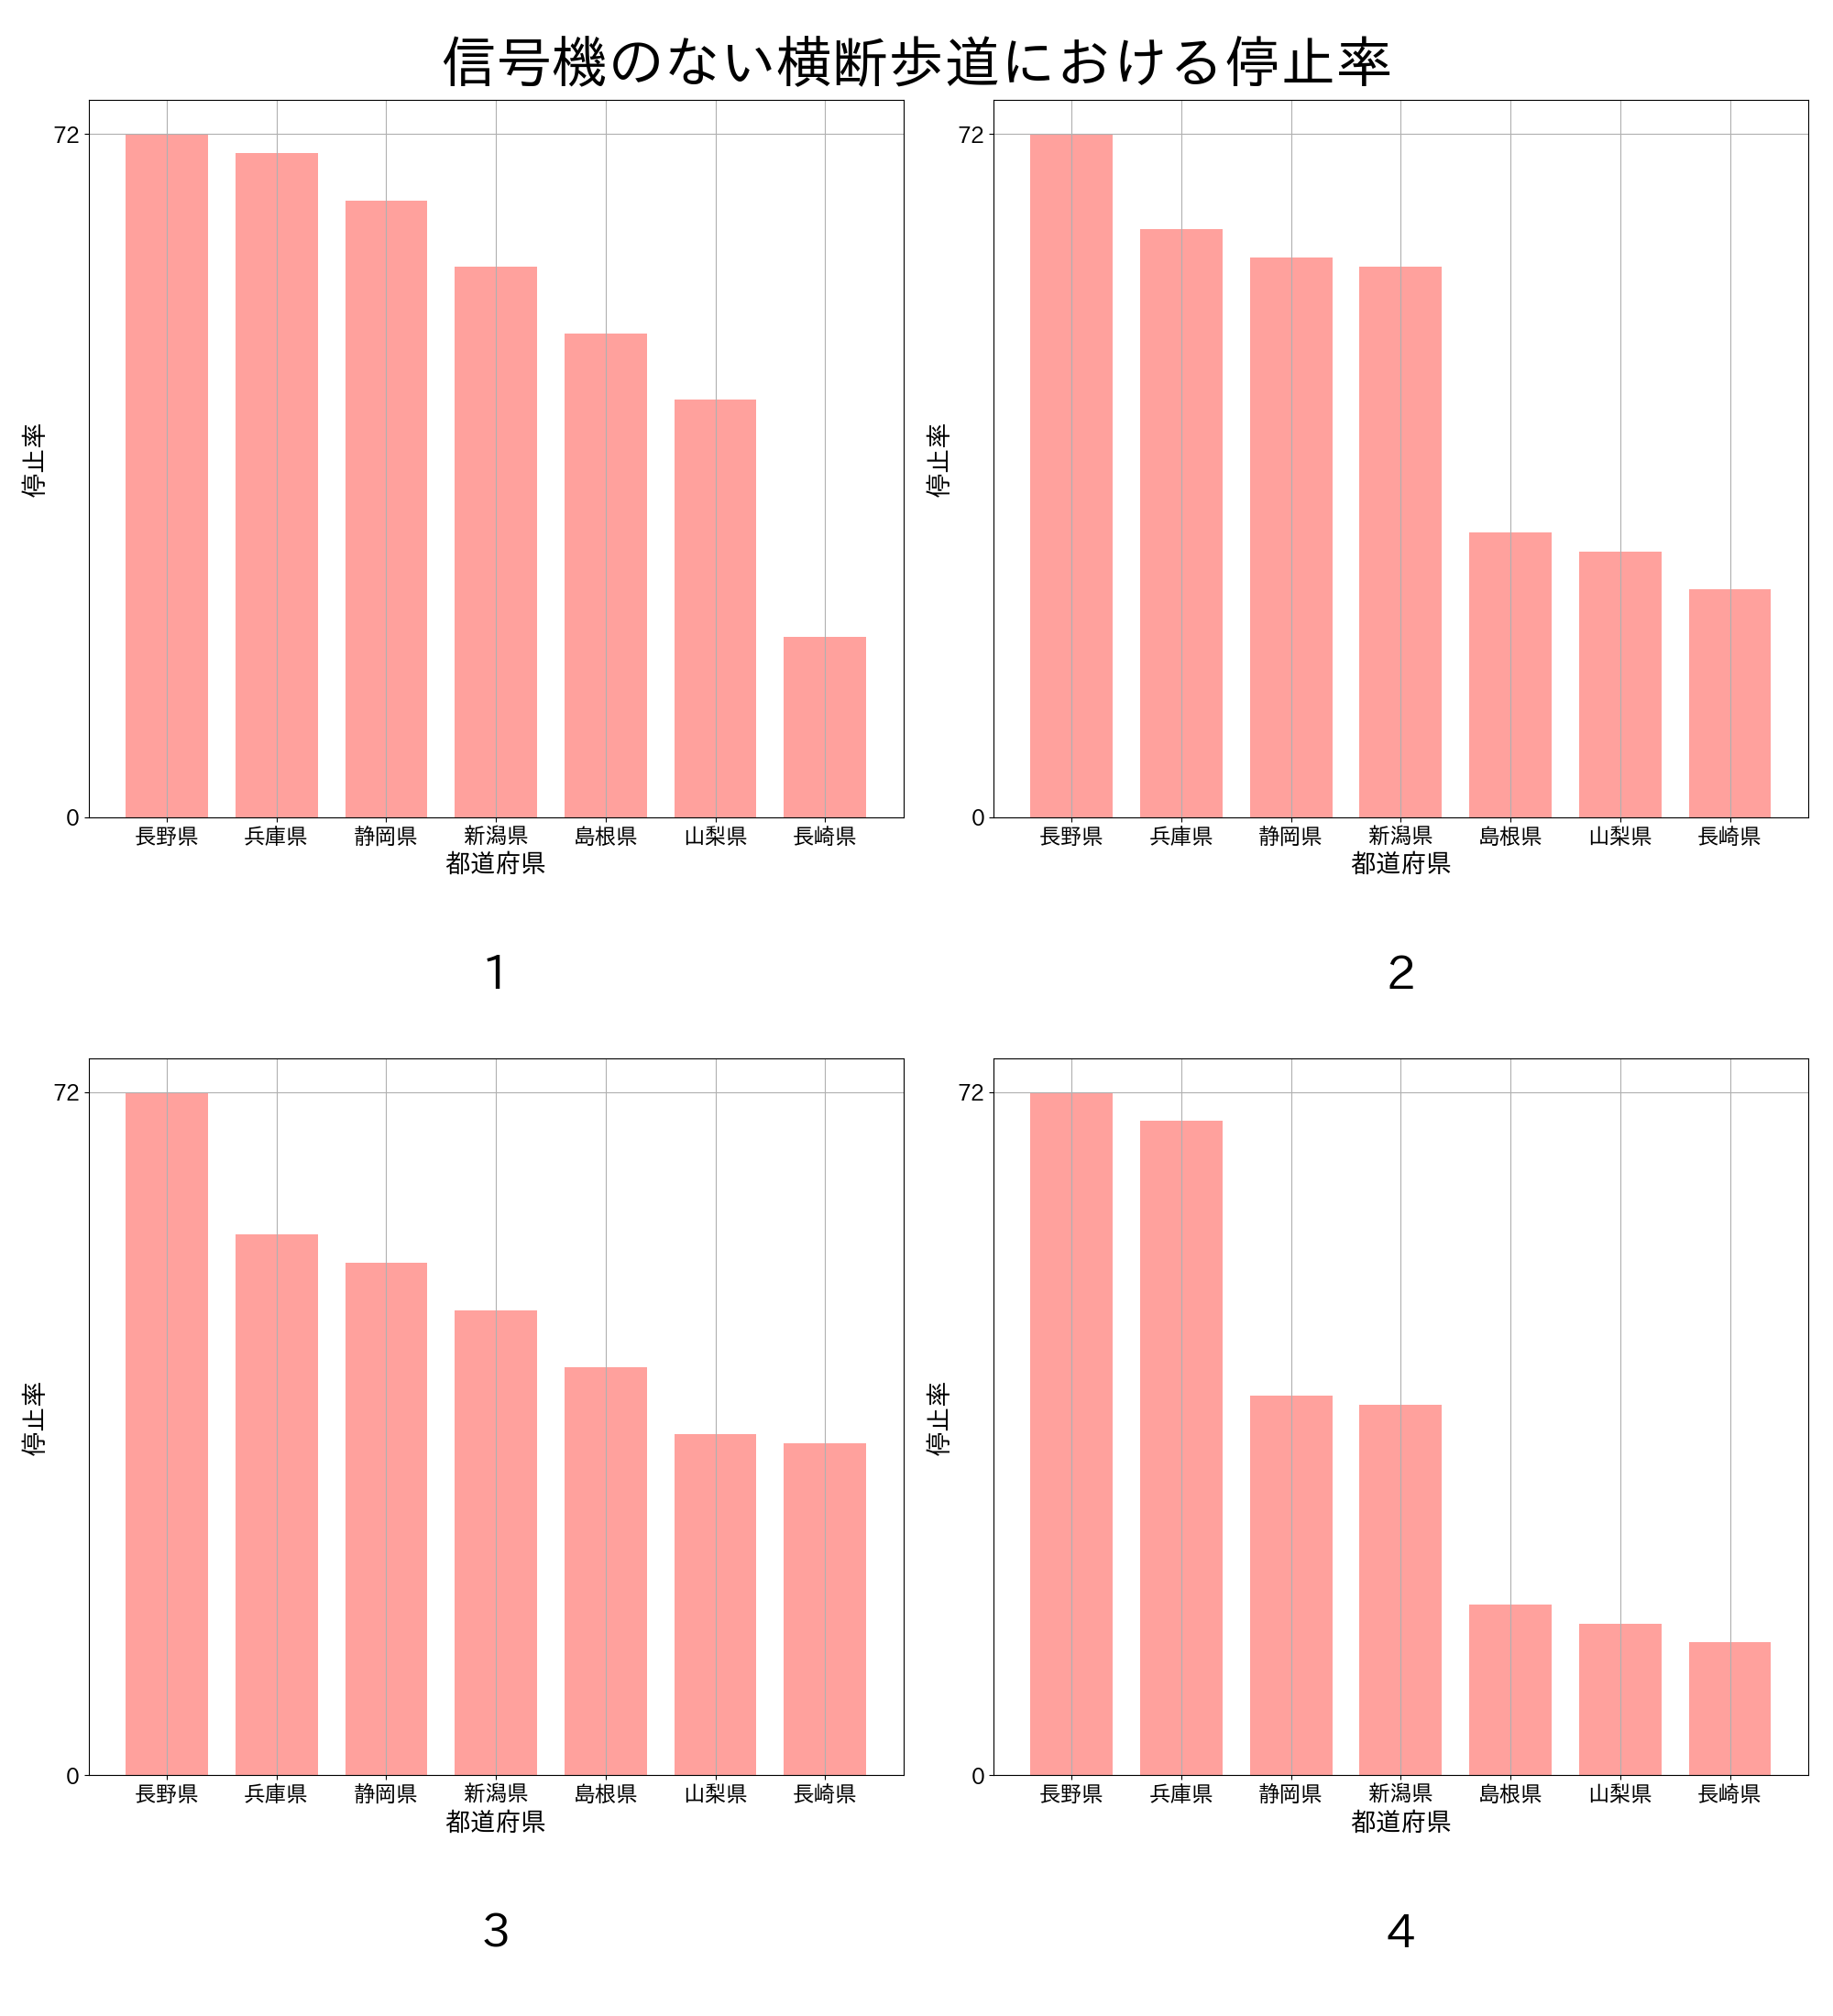 信号機のない横断歩道における停止率
72
0
停止率
長野県 兵庫県 静岡県 新潟県 島根県 山梨県 長崎県
都道府県
1
72
0
停止率
長野県 兵庫県 静岡県 新潟県 島根県 山梨県 長崎県
都道府県
2
72
0
停止率
長野県 兵庫県 静岡県 新潟県 島根県 山梨県 長崎県
都道府県
3
72
0
停止率
長野県 兵庫県 静岡県 新潟県 島根県 山梨県 長崎県
都道府県
4